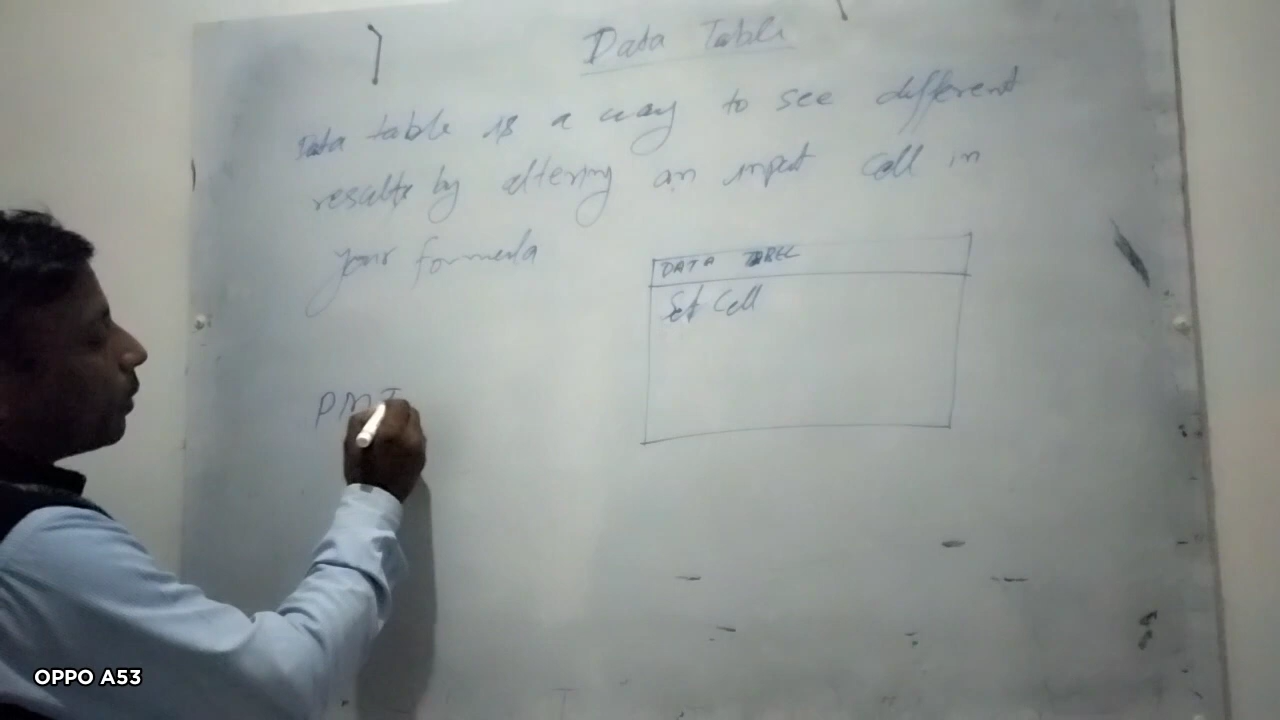 Data Table
Data table is a way to see different
results by altering an input cell in
your formula
DATA TABEL
Set Cell
PMT
OPPO A53